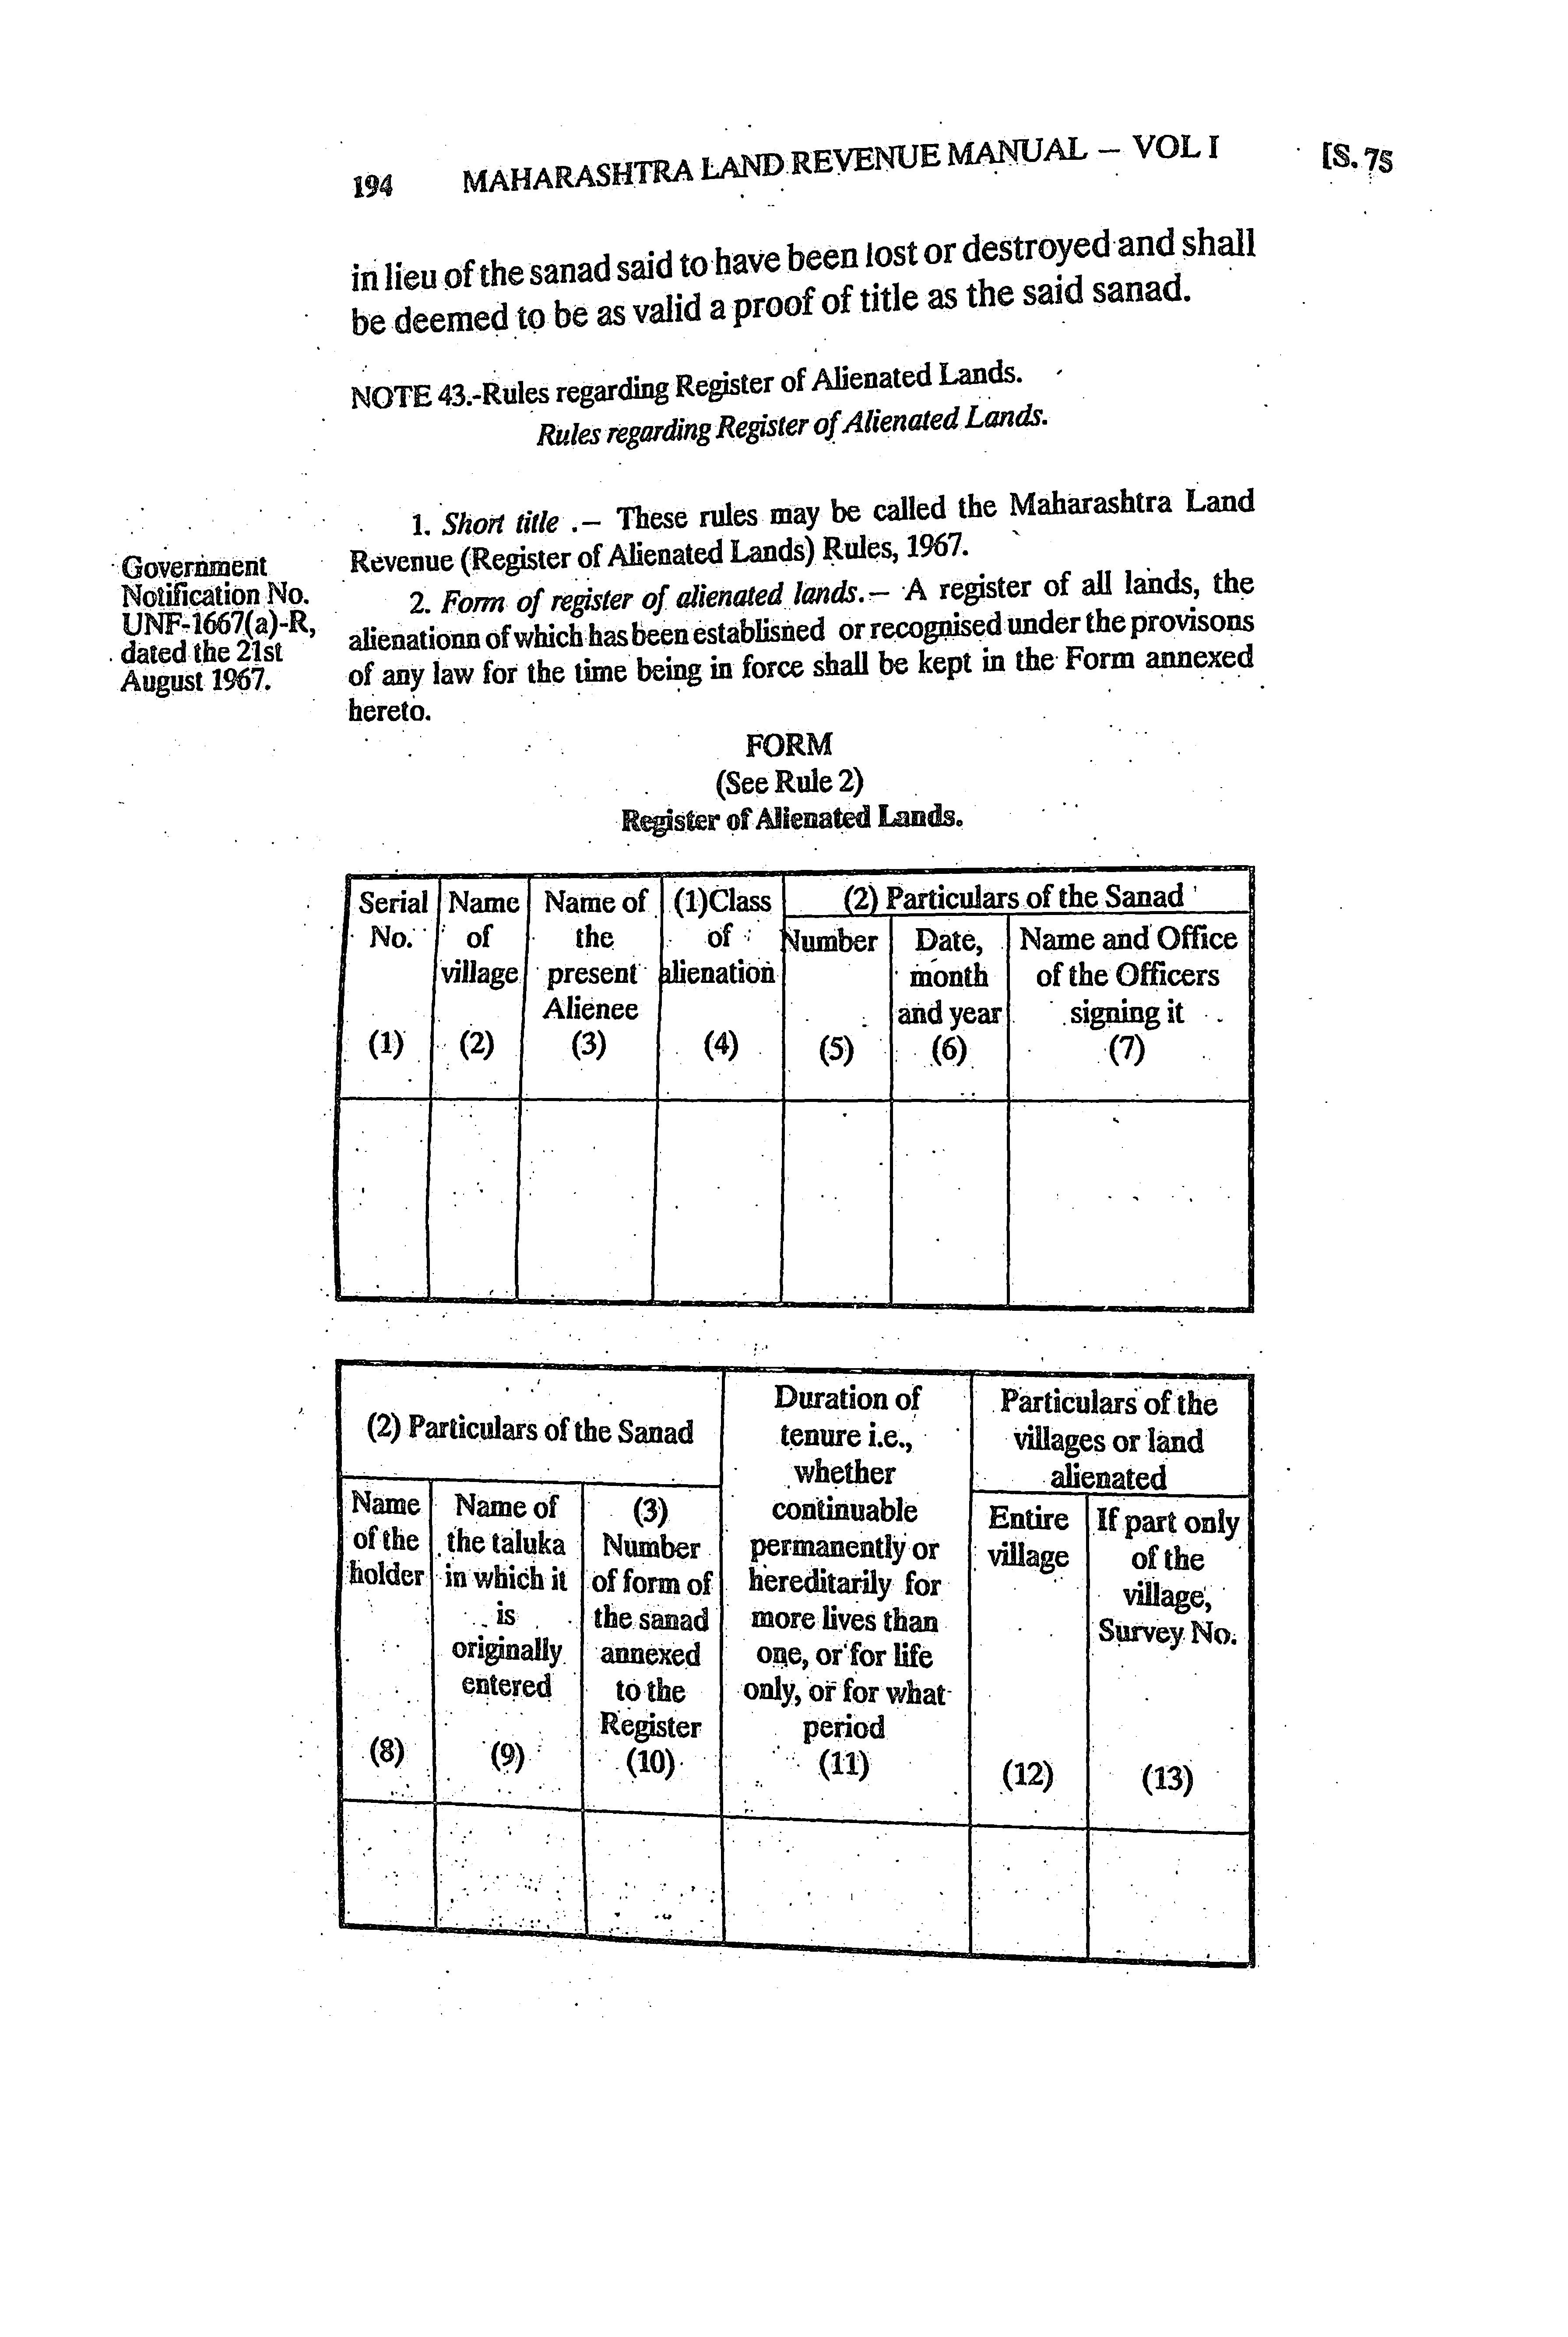 194 MAHARASHTRA LAND REVENUE MANUAL – VOL I [S. 75
in lieu of the sanad said to have been lost or destroyed and shall
be deemed to be as valid a proof of title as the said sanad.
NOTE 43.-Rules regarding Register of Alienated Lands.
Rules regarding Register of Alienated Lands.
1. Short title .– These rules may be called the Maharashtra Land
Revenue (Register of Alienated Lands) Rules, 1967.
Government
Notification No.
UNF-1667(a)-R,
dated the 21st
August 1967.
2. Form of register of alienated lands.– A register of all lands, the
alienationn of which has been establisned or recognised under the provisons
of any law for the time being in force shall be kept in the Form annexed
hereto.
FORM
(See Rule 2)
Register of Alienated Lands.
Serial
No.
(1)
Name
of
village
(2)
Name of
the
present
Alienee
(3)
(1)Class
of
alienation
(4)
(2) Particulars of the Sanad
Number
(5)
Date,
month
and year
(6)
Name and Office
of the Officers
signing it
(7)
(2) Particulars of the Sanad
Name
of the
holder
(8)
Name of
the taluka
in which it
is
originally
entered
(9)
(3)
Number
of form of
the sanad
annexed
to the
Register
(10)
Duration of
tenure i.e.,
whether
continuable
permanently or
hereditarily for
more lives than
one, or for life
only, or for what
period
(11)
Particulars of the
villages or land
alienated
Entire
village
(12)
If part only
of the
village,
Survey No.
(13)